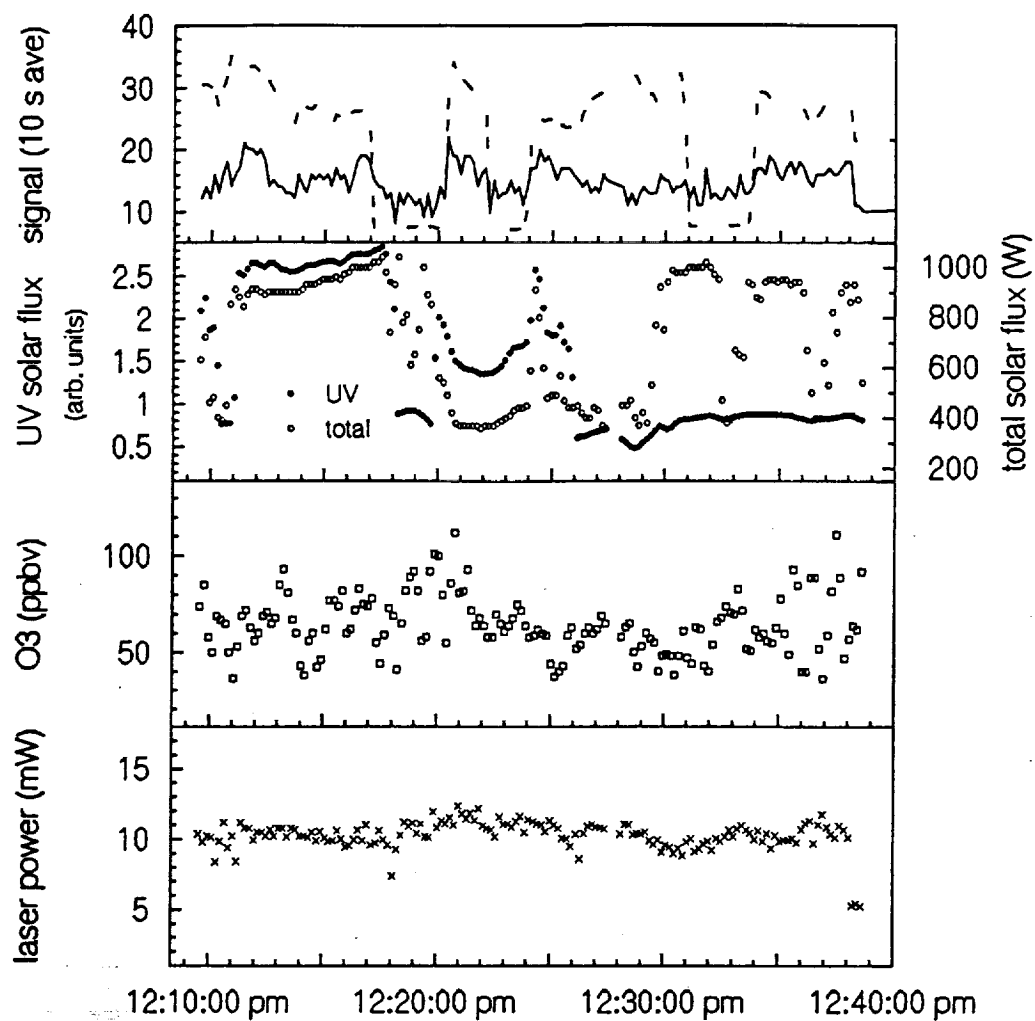 signal (10 s ave)
40
30
20
10
UV solar flux
(arb. units)
2.5
2
1.5
1
0.5
UV
total
1000
800
600
400
200
total solar flux (W)
O3 (ppbv)
100
50
laser power (mW)
15
10
5
12:10:00 pm
12:20:00 pm
12:30:00 pm
12:40:00 pm